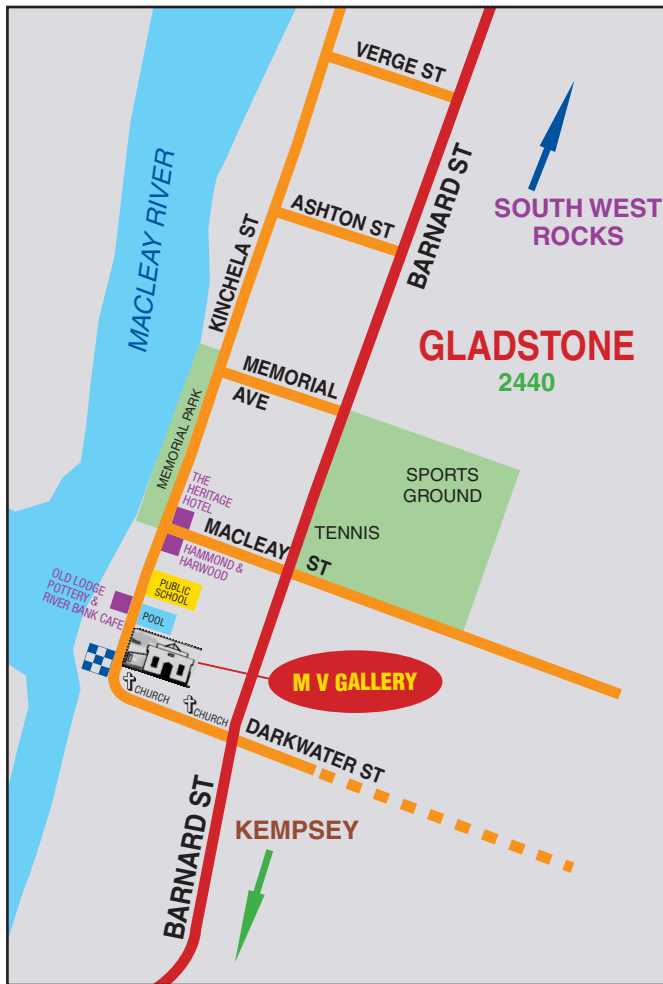 VERGE ST
MACLEAY RIVER
BARNARD ST
SOUTH WEST
ROCKS
ASHTON ST
KINCHELA ST
GLADSTONE
2440
MEMORIAL
AVE
MEMORIAL PARK
SPORTS
GROUND
THE
HERITAGE
HOTEL
TENNIS
MACLEAY
ST
HAMMOND &
HARWOOD
OLD LODGE
POTTERY &
RIVER BANK CAFE
PUBLIC
SCHOOL
POOL
M V GALLERY
CHURCH
CHURCH
DARKWATER ST
BARNARD ST
KEMPSEY